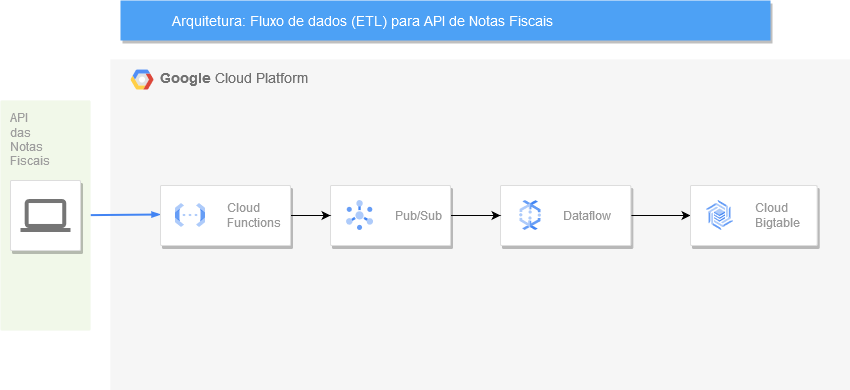 Arquitetura: Fluxo de dados (ETL) para API de Notas Fiscais
Google Cloud Platform
API
das
Notas
Fiscais
Cloud
Functions
Pub/Sub
Dataflow
Cloud
Bigtable